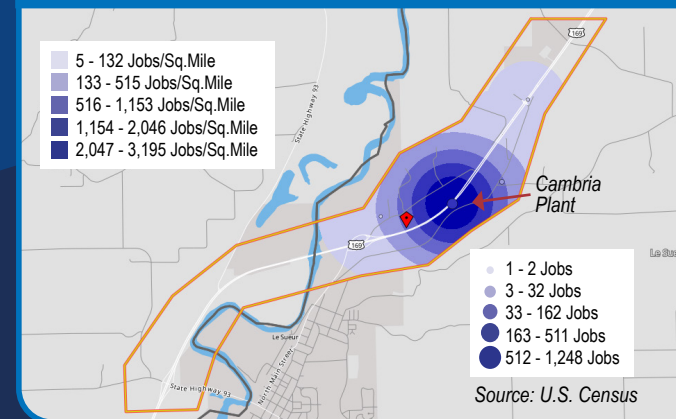 169
5 - 132 Jobs/Sq.Mile
133 - 515 Jobs/Sq.Mile
516 - 1,153 Jobs/Sq.Mile
1,154 - 2,046 Jobs/Sq.Mile
2,047 - 3,195 Jobs/Sq.Mile
State Highway 93
Cambria
Plant
169
Le Sueu
1 - 2 Jobs
3 - 32 Jobs
33 - 162 Jobs
163 - 511 Jobs
512 - 1,248 Jobs
Le Sueur
North Main Street
State Highway 93
Source: U.S. Census